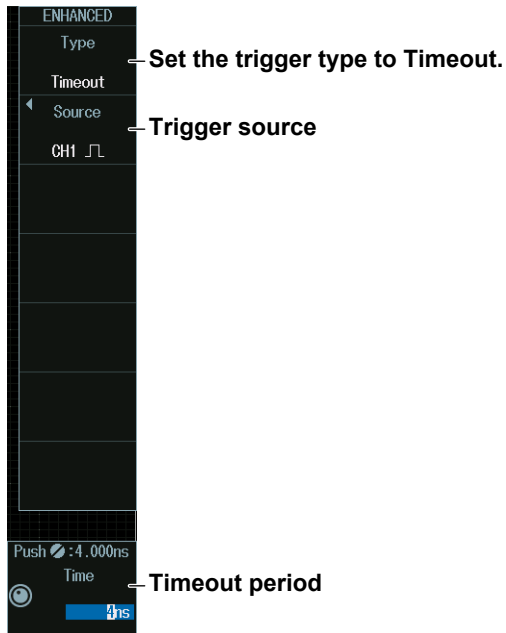 ENHANCED
Type
Timeout
Set the trigger type to Timeout.
Source
CH1
Trigger source
Push :4.000ns
Time
4ns
Timeout period